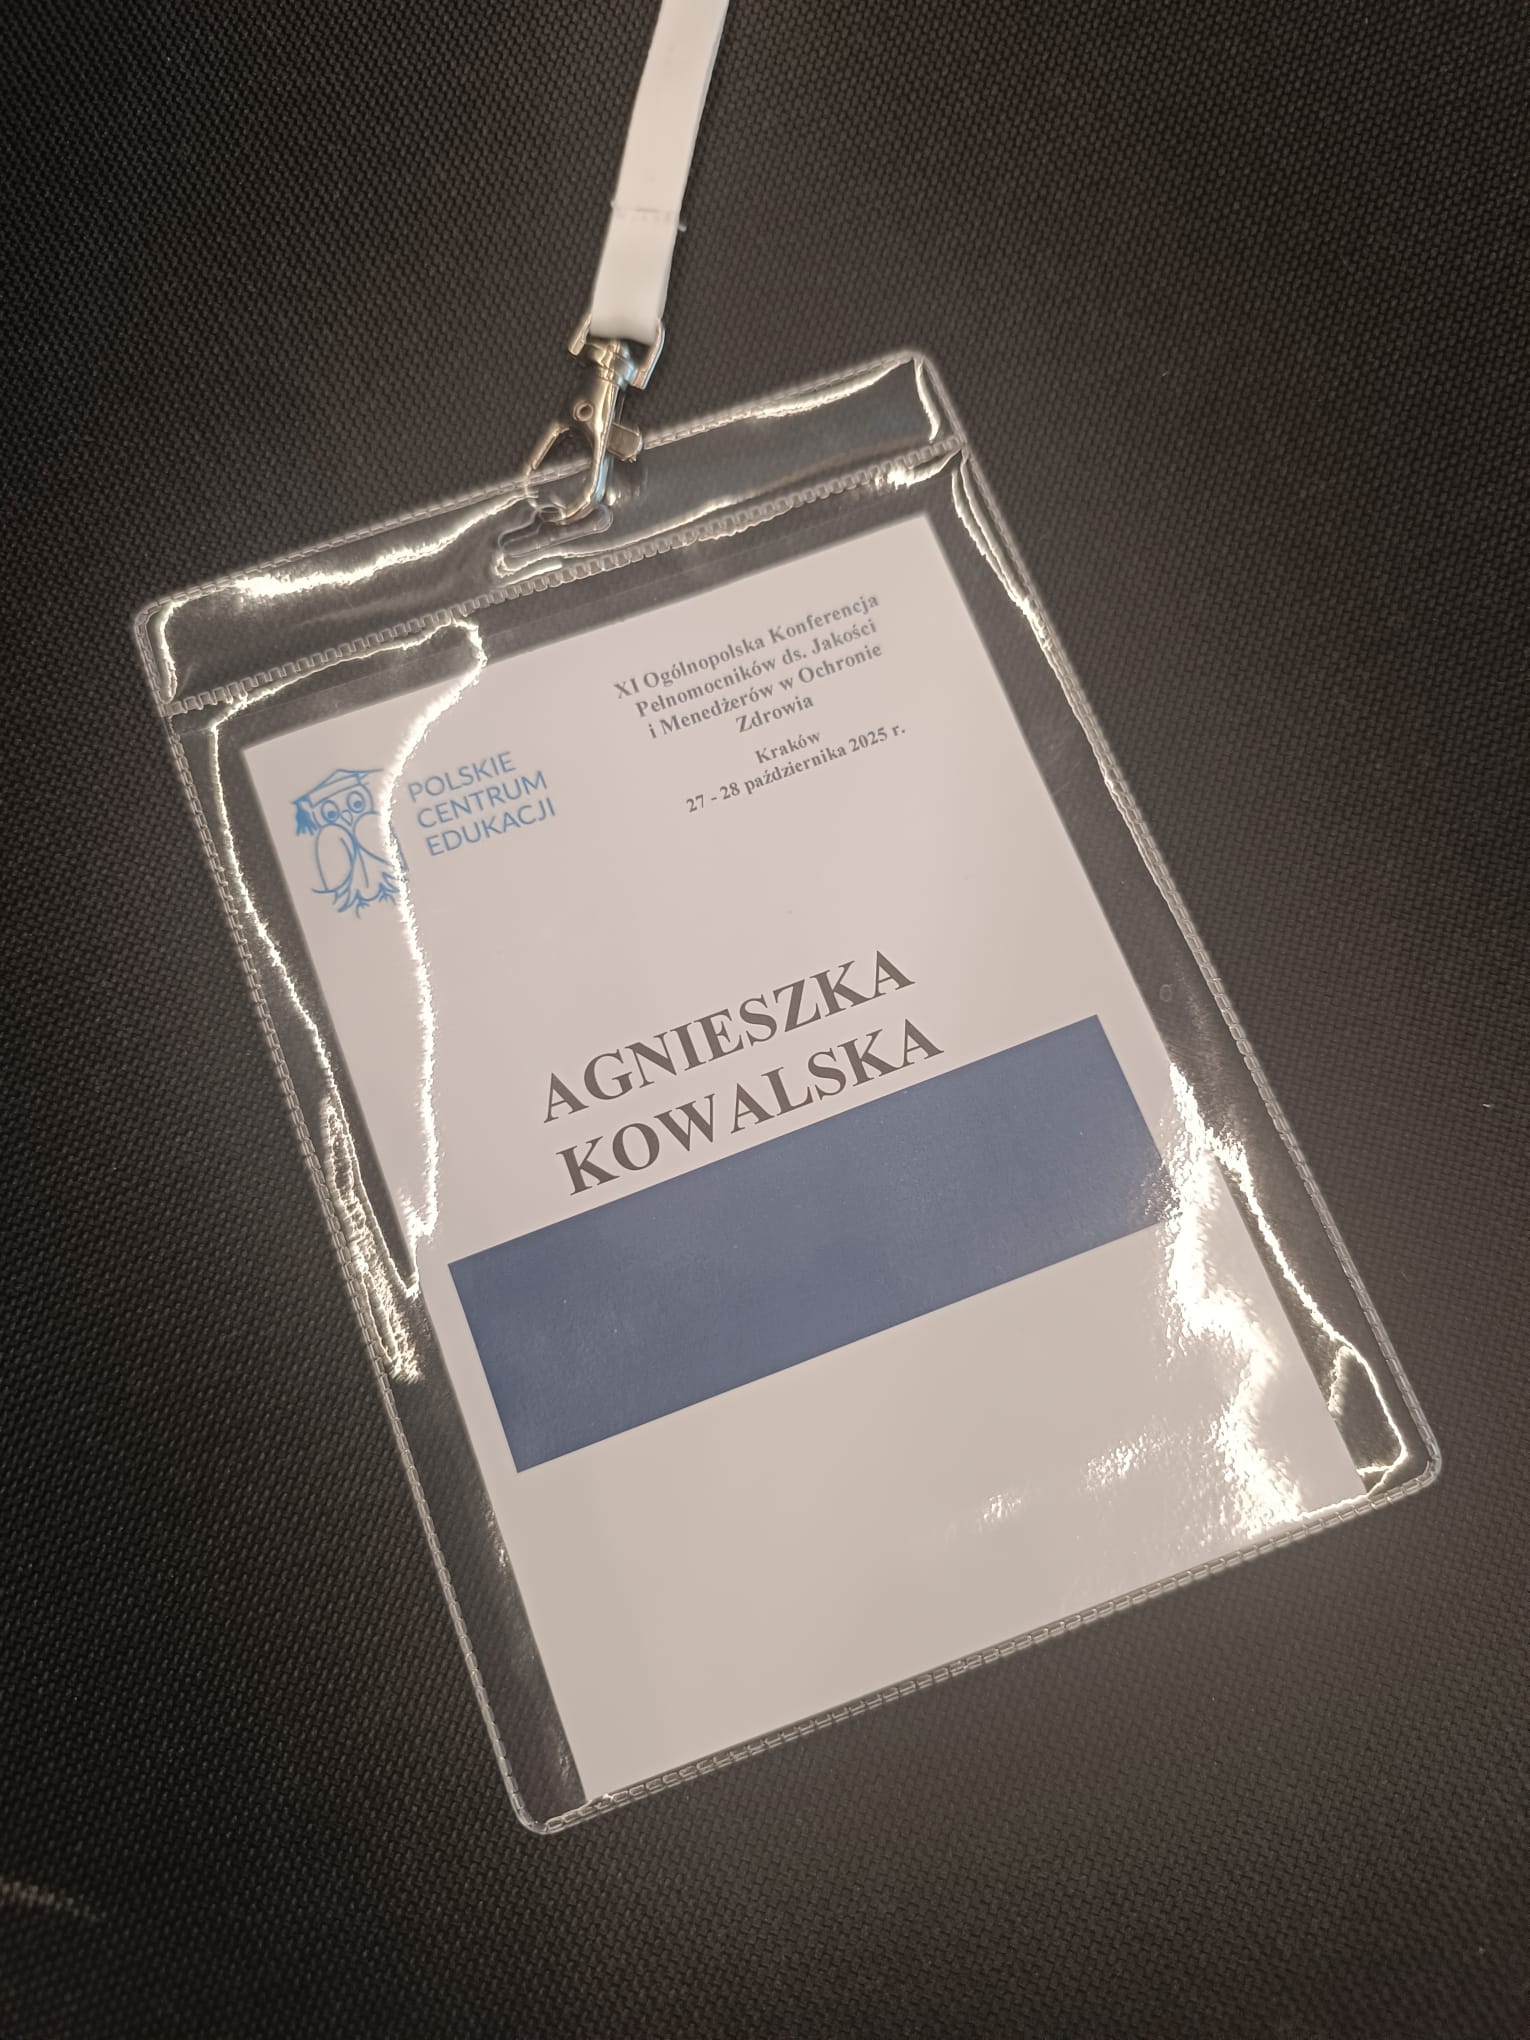 XI Ogólnopolska Konferencja
Pełnomocników ds. Jakości
i Menedżerów w Ochronie
Zdrowia
Kraków
27 - 28 października 2025 r.
POLSKIE
CENTRUM
EDUKACJI
AGNIESZKA
KOWALSKA